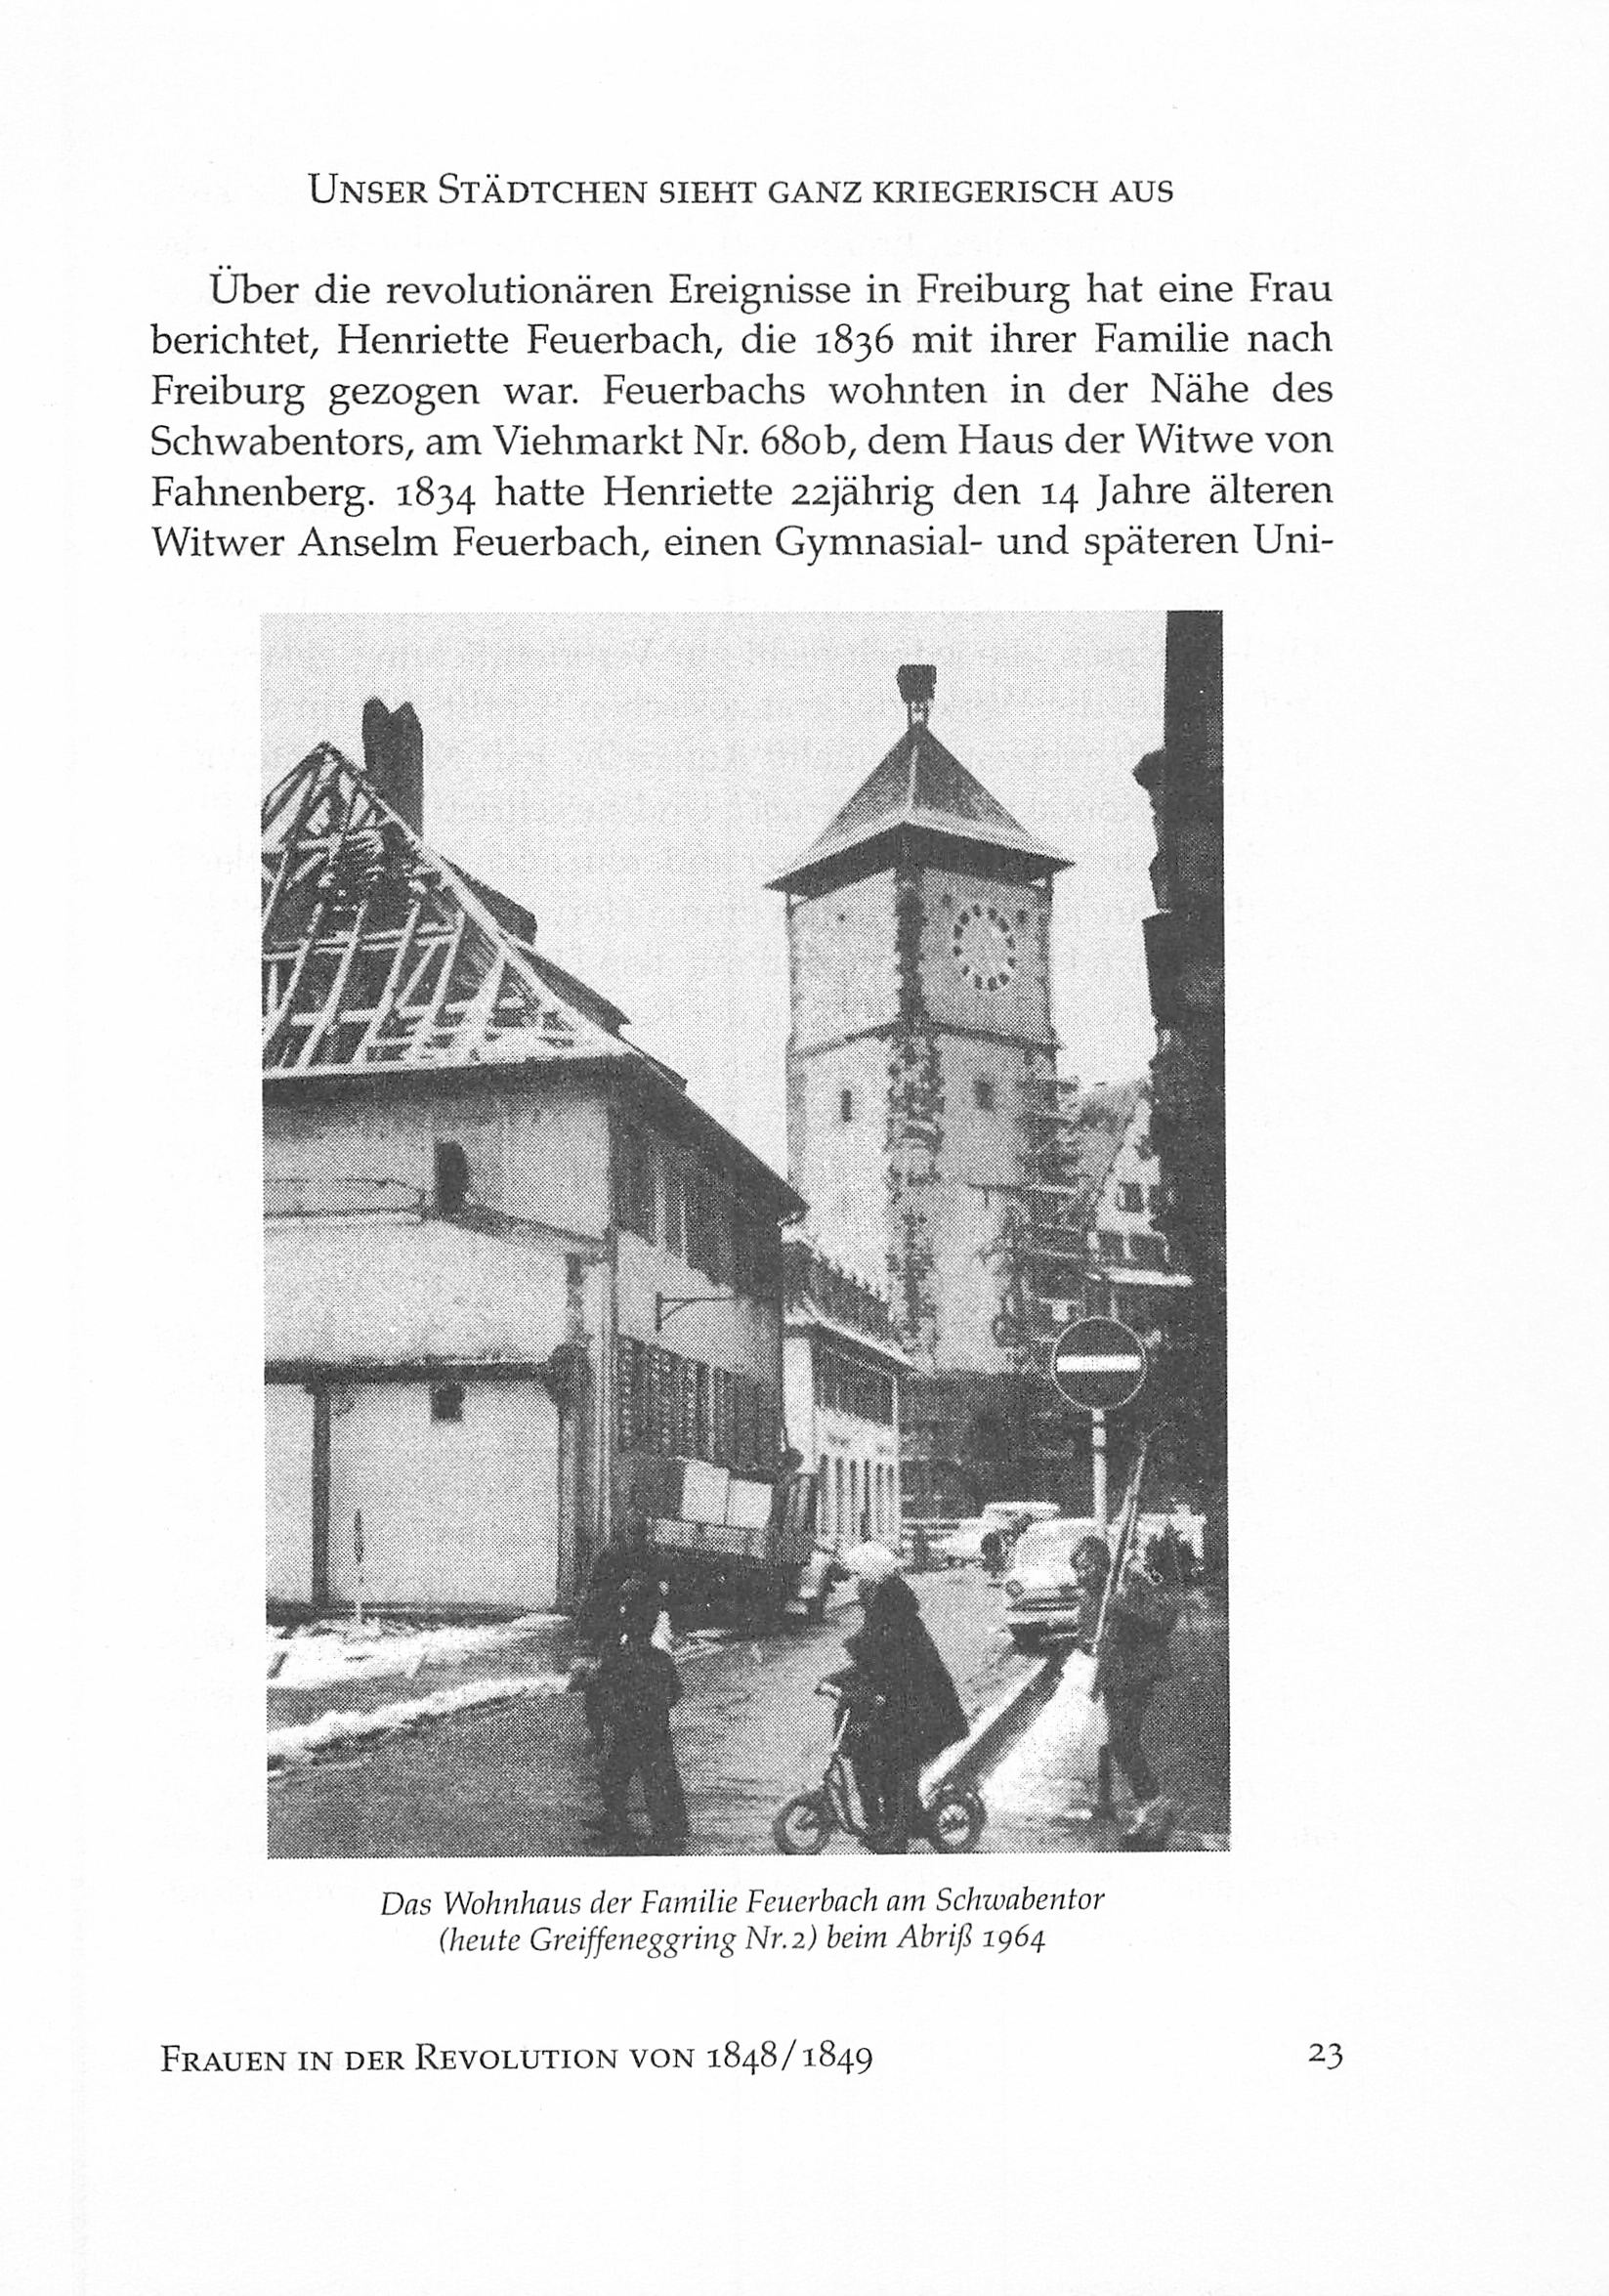 Unser Städtchen sieht ganz kriegerisch aus
Über die revolutionären Ereignisse in Freiburg hat eine Frau
berichtet, Henriette Feuerbach, die 1836 mit ihrer Familie nach
Freiburg gezogen war. Feuerbachs wohnten in der Nähe des
Schwabentors, am Viehmarkt Nr. 680b, dem Haus der Witwe von
Fahnenberg. 1834 hatte Henriette 22jährig den 14 Jahre älteren
Witwer Anselm Feuerbach, einen Gymnasial- und späteren Uni-
Das Wohnhaus der Familie Feuerbach am Schwabentor
(heute Greiffeneggring Nr. 2) beim Abriß 1964
Frauen in der Revolution von 1848/1849 23